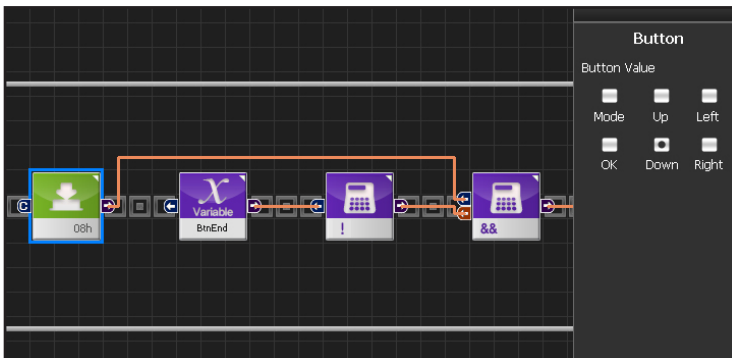 Button
Button Value
Mode Up Left
OK Down Right
C
08h
X
Variable
BtnEnd
!
&&